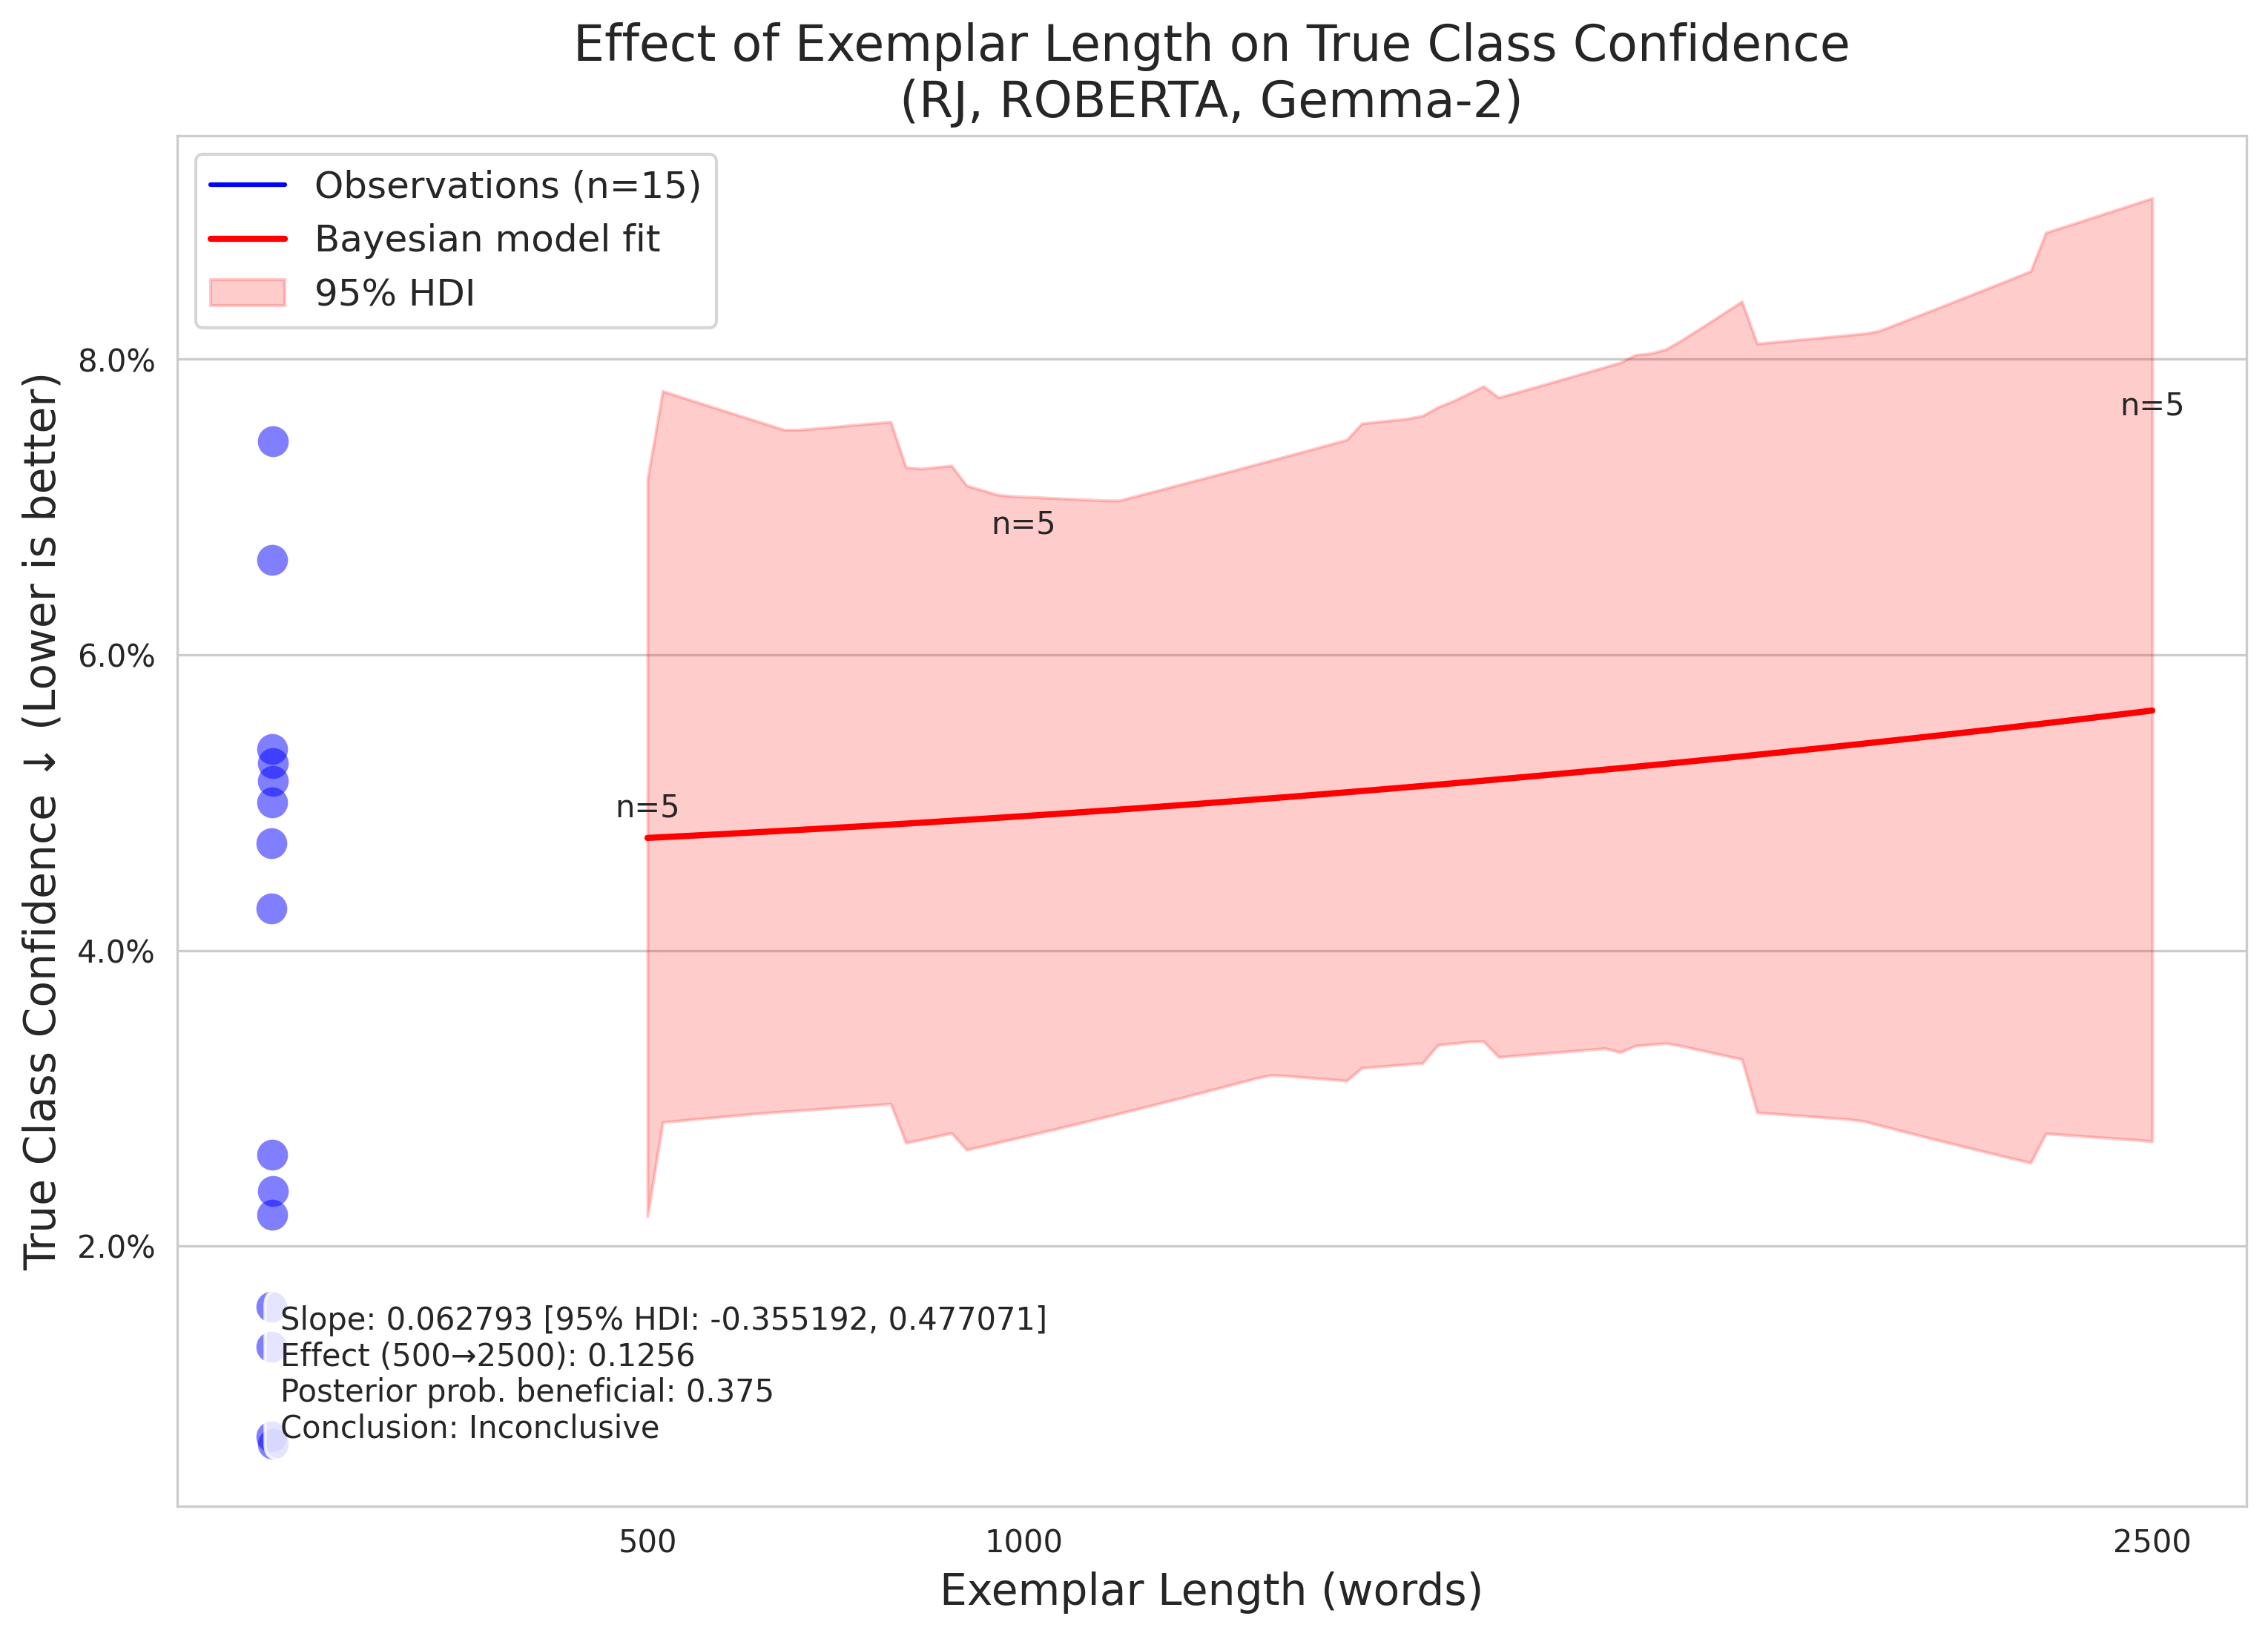 Effect of Exemplar Length on True Class Confidence
(RJ, ROBERTA, Gemma-2)
Observations (n=15)
Bayesian model fit
95% HDI
True Class Confidence ↓ (Lower is better)
8.0%
6.0%
4.0%
2.0%
n=5
n=5
n=5
Slope: 0.062793 [95% HDI: -0.355192, 0.477071]
Effect (500→2500): 0.1256
Posterior prob. beneficial: 0.375
Conclusion: Inconclusive
500
1000
2500
Exemplar Length (words)